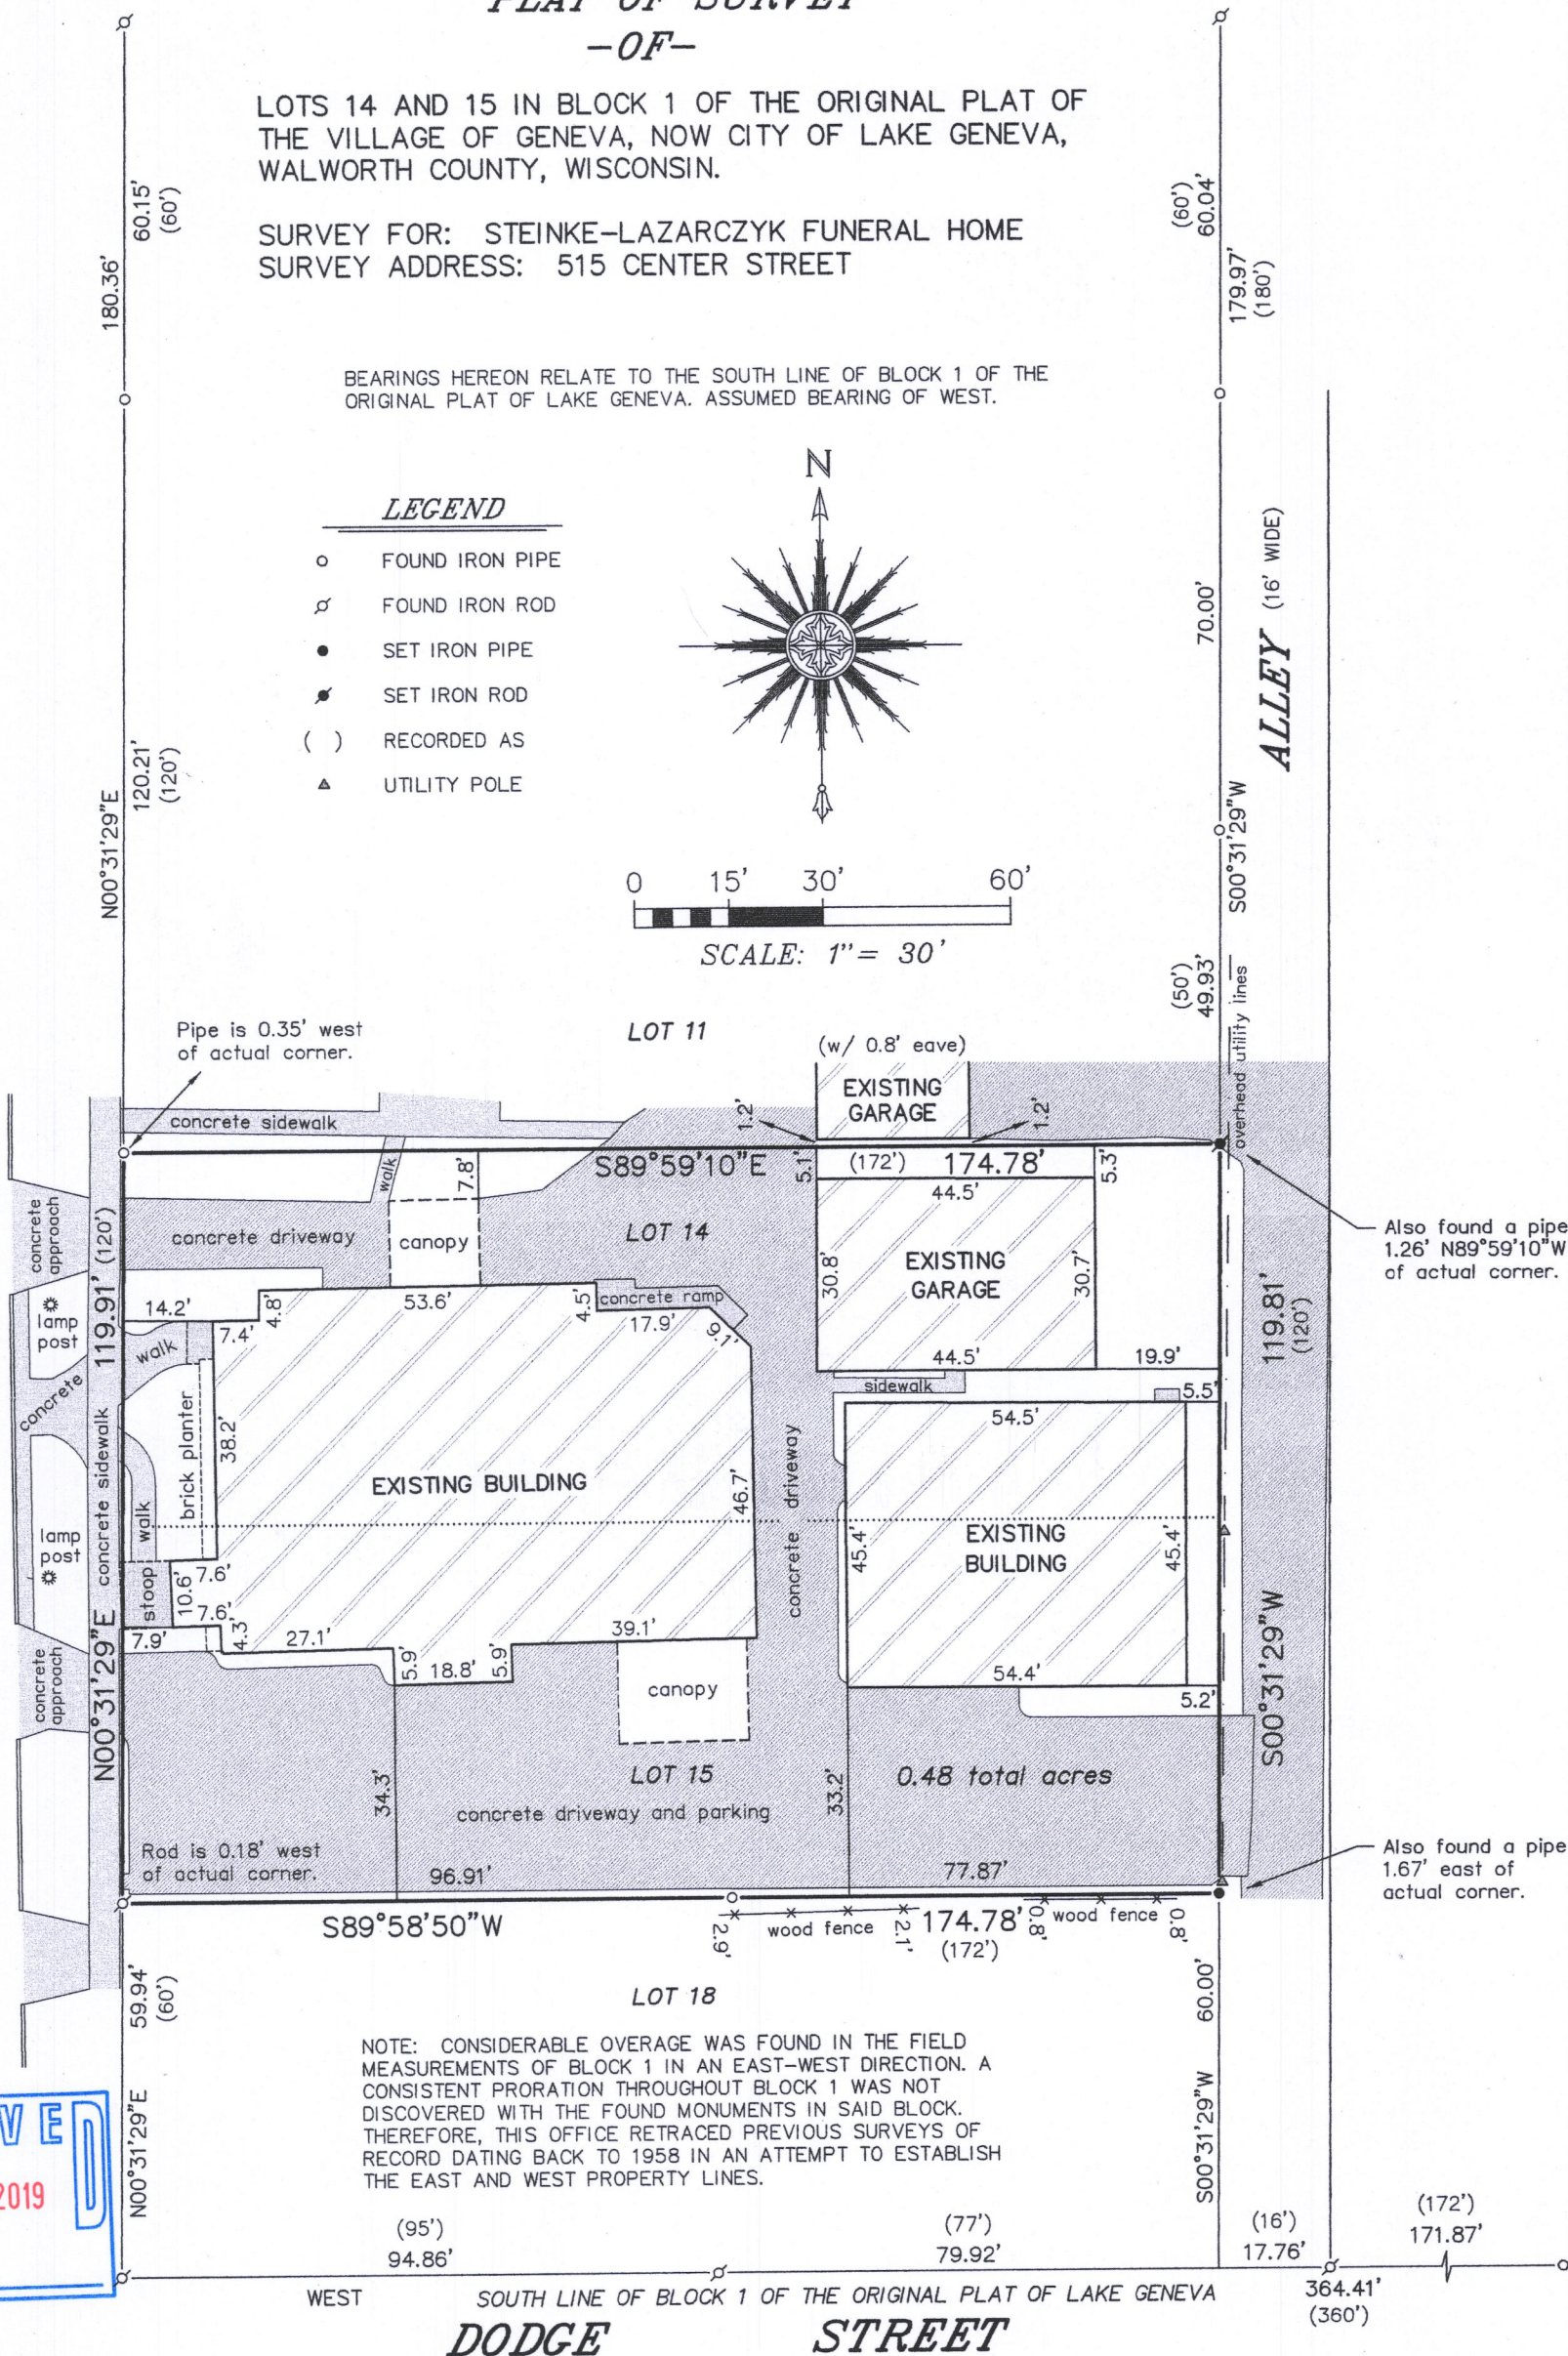 PLAT OF SURVEY
-OF-
LOTS 14 AND 15 IN BLOCK 1 OF THE ORIGINAL PLAT OF
THE VILLAGE OF GENEVA, NOW CITY OF LAKE GENEVA,
WALWORTH COUNTY, WISCONSIN.
SURVEY FOR: STEINKE-LAZARCZYK FUNERAL HOME
SURVEY ADDRESS: 515 CENTER STREET
60.15'
(60')
180.36'
(60')
60.04'
179.97'
(180')
BEARINGS HEREON RELATE TO THE SOUTH LINE OF BLOCK 1 OF THE
ORIGINAL PLAT OF LAKE GENEVA. ASSUMED BEARING OF WEST.
N
LEGEND
FOUND IRON PIPE
FOUND IRON ROD
SET IRON PIPE
SET IRON ROD
( ) RECORDED AS
UTILITY POLE
120.21'
(120')
N00°31'29"E
70.00'
ALLEY (16' WIDE)
S00°31'29"W
0 15' 30' 60'
SCALE: 1"= 30'
(50')
49.93'
overhead utility lines
Pipe is 0.35' west
of actual corner.
LOT 11
(w/ 0.8' eave)
EXISTING
GARAGE
1.2'
1.2'
concrete sidewalk
walk
7.8'
S89°59'10"E
(172') 174.78'
5.1'
5.3'
44.5'
concrete
approach
119.91' (120')
concrete driveway
canopy
LOT 14
30.8'
EXISTING
GARAGE
30.7'
Also found a pipe
1.26' N89°59'10"W
of actual corner.
119.81'
(120')
lamp
post
14.2'
4.8'
53.6'
4.5'
concrete ramp
17.9'
9.1'
7.4'
walk
44.5'
19.9'
sidewalk
5.5'
concrete
concrete sidewalk
brick planter
38.2'
54.5'
EXISTING BUILDING
46.7'
concrete driveway
walk
lamp
post
45.4'
EXISTING
BUILDING
45.4'
stoop
10.6'
7.6'
7.6'
7.9'
4.3'
27.1'
5.9'
18.8'
5.9'
39.1'
54.4'
5.2'
canopy
concrete
approach
N00°31'29"E
S00°31'29"W
34.3'
LOT 15
concrete driveway and parking
33.2'
0.48 total acres
Rod is 0.18' west
of actual corner.
96.91'
77.87'
Also found a pipe
1.67' east of
actual corner.
S89°58'50"W
2.9'
wood fence
2.1'
174.78'
(172')
0.8'
wood fence
0.8'
59.94'
(60')
LOT 18
60.00'
NOTE: CONSIDERABLE OVERAGE WAS FOUND IN THE FIELD
MEASUREMENTS OF BLOCK 1 IN AN EAST-WEST DIRECTION. A
CONSISTENT PRORATION THROUGHOUT BLOCK 1 WAS NOT
DISCOVERED WITH THE FOUND MONUMENTS IN SAID BLOCK.
THEREFORE, THIS OFFICE RETRACED PREVIOUS SURVEYS OF
RECORD DATING BACK TO 1958 IN AN ATTEMPT TO ESTABLISH
THE EAST AND WEST PROPERTY LINES.
VED
2019
N00°31'29"E
S00°31'29"W
(95')
94.86'
(77')
79.92'
(16')
17.76'
(172')
171.87'
WEST SOUTH LINE OF BLOCK 1 OF THE ORIGINAL PLAT OF LAKE GENEVA
364.41'
(360')
DODGE STREET